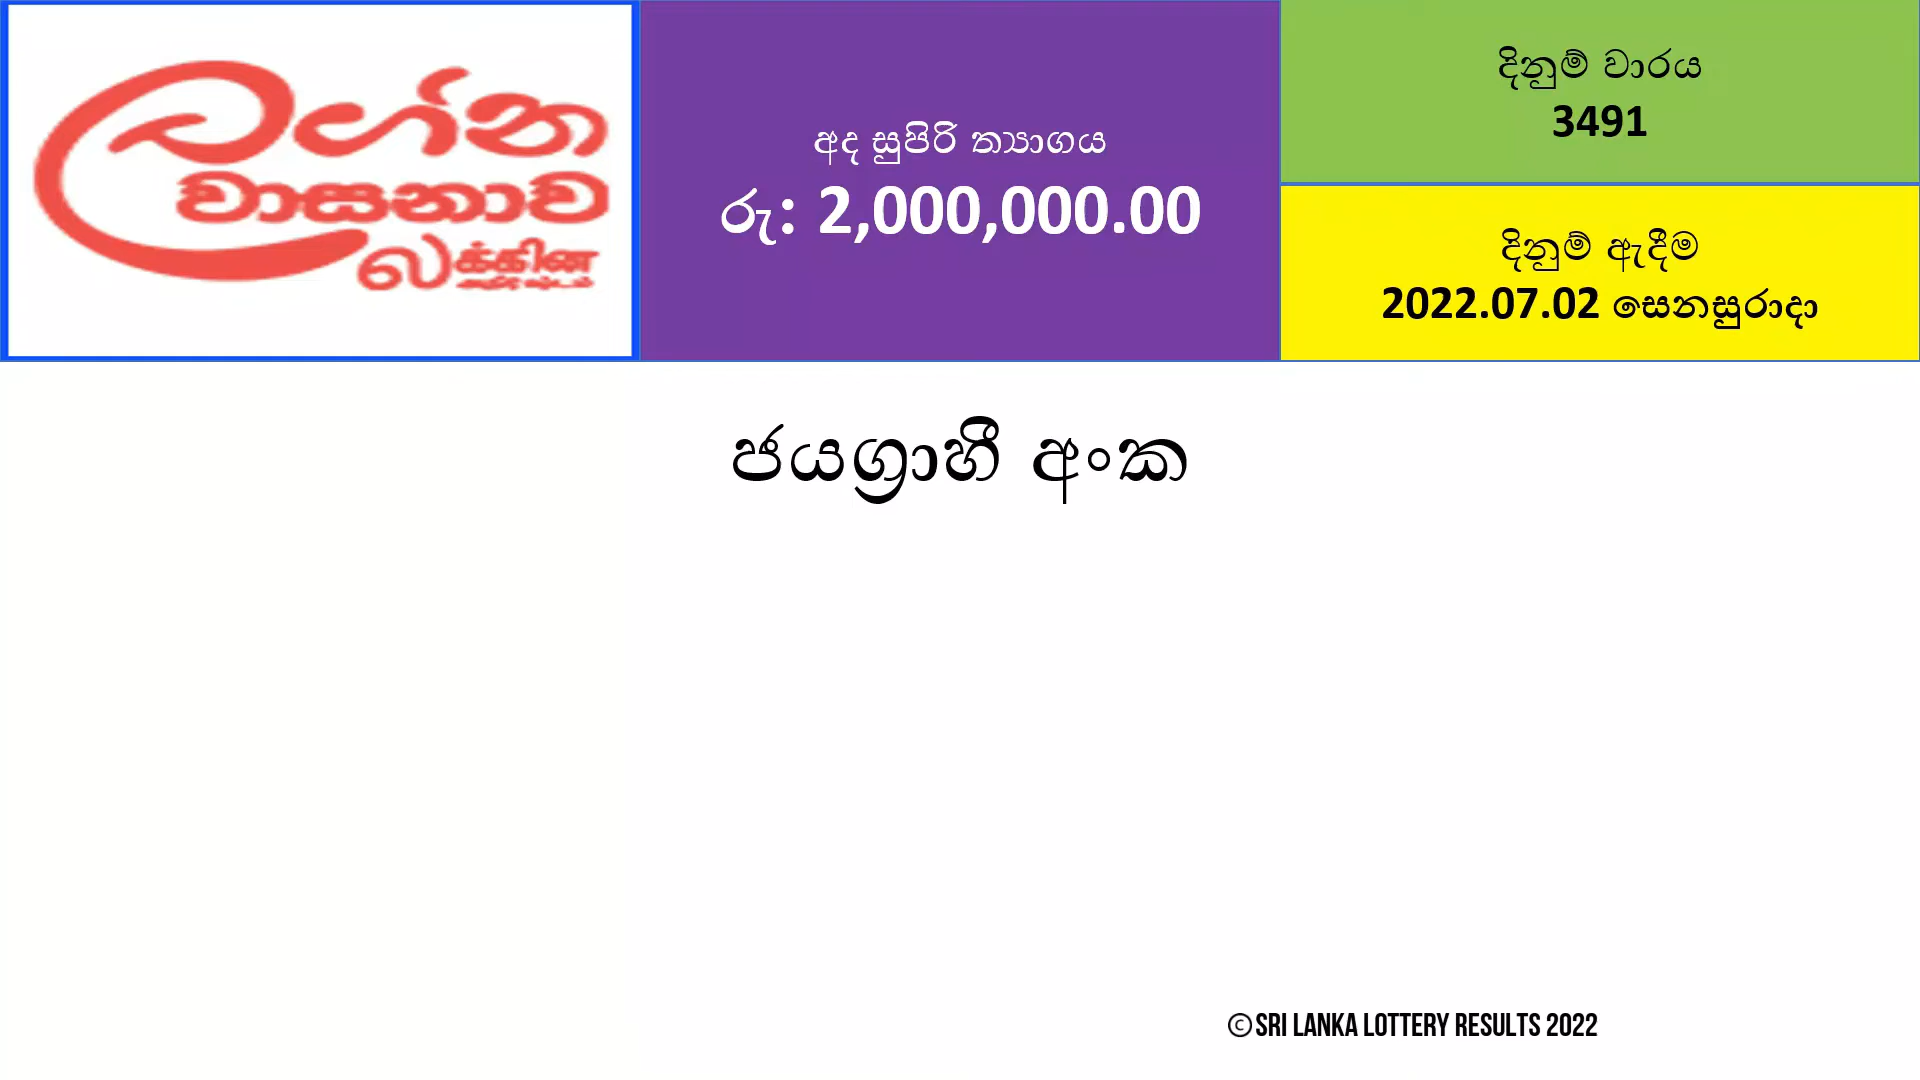 ලග්න
වාසනාව
අද සුපිරි ත්‍යාගය
රු: 2,000,000.00
දිනුම් වාරය
3491
දිනුම් ඇදීම
2022.07.02 සෙනසුරාදා
ජයග්‍රාහී අංක
©SRI LANKA LOTTERY RESULTS 2022